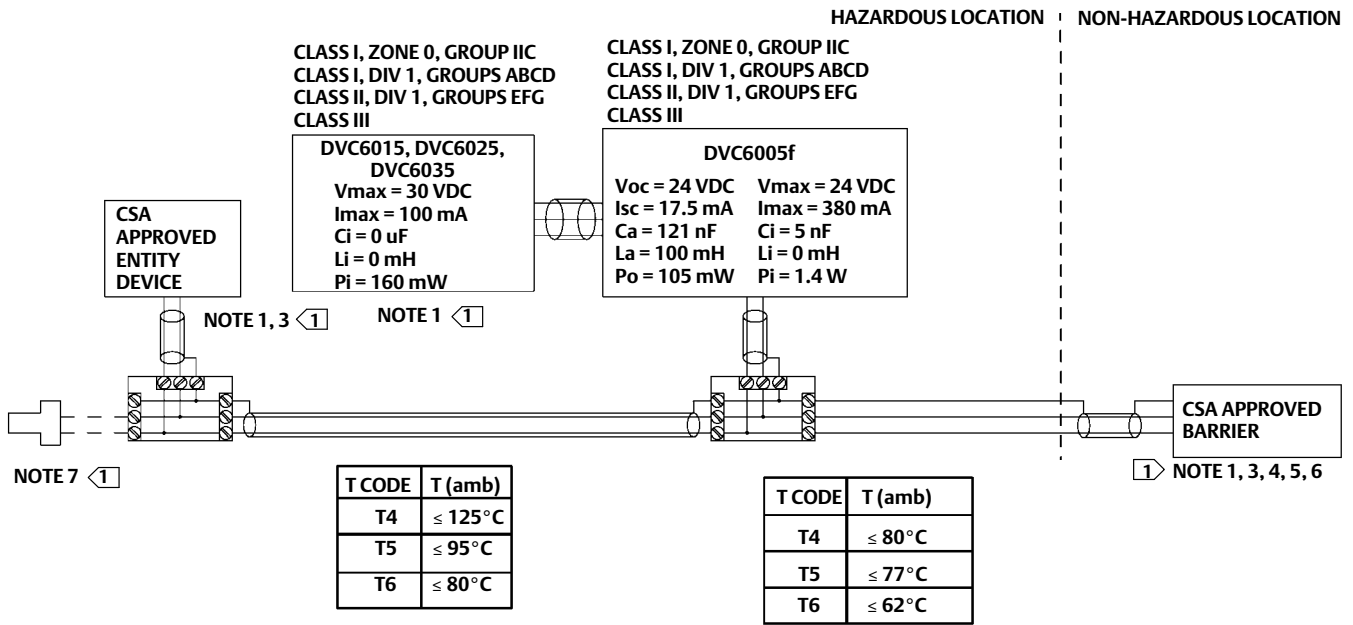 HAZARDOUS LOCATION
NON-HAZARDOUS LOCATION
CLASS I, ZONE 0, GROUP IIC
CLASS I, DIV 1, GROUPS ABCD
CLASS II, DIV 1, GROUPS EFG
CLASS III
CLASS I, ZONE 0, GROUP IIC
CLASS I, DIV 1, GROUPS ABCD
CLASS II, DIV 1, GROUPS EFG
CLASS III
DVC6015, DVC6025,
DVC6035
Vmax = 30 VDC
Imax = 100 mA
Ci = 0 uF
Li = 0 mH
Pi = 160 mW
DVC6005f
Voc = 24 VDC Vmax = 24 VDC
Isc = 17.5 mA Imax = 380 mA
Ca = 121 nF Ci = 5 nF
La = 100 mH Li = 0 mH
Po = 105 mW Pi = 1.4 W
CSA
APPROVED
ENTITY
DEVICE
NOTE 1, 3 1
NOTE 1 1
CSA APPROVED
BARRIER
NOTE 7 1
1 NOTE 1, 3, 4, 5, 6
T CODE T (amb)
T4 ≤ 125°C
T5 ≤ 95°C
T6 ≤ 80°C
T CODE T (amb)
T4 ≤ 80°C
T5 ≤ 77°C
T6 ≤ 62°C